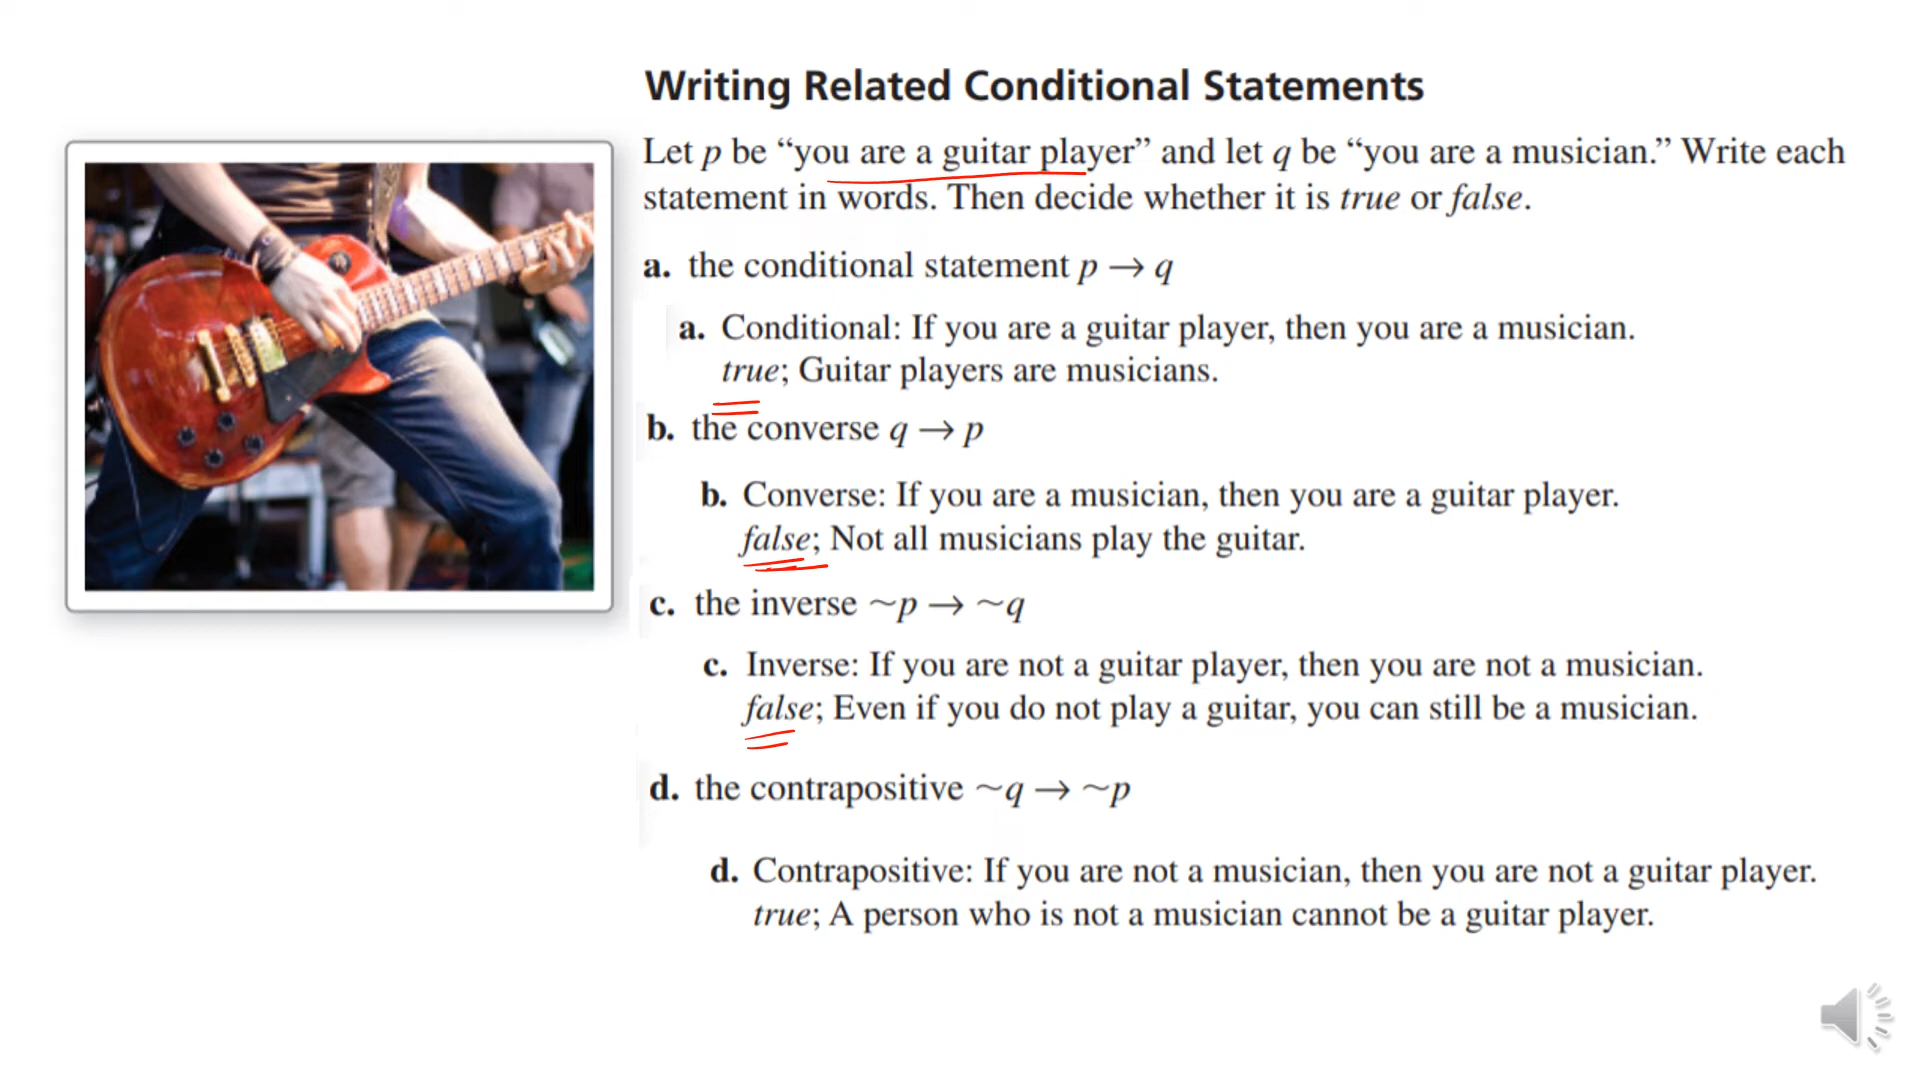 Writing Related Conditional Statements
Let p be “you are a guitar player” and let q be “you are a musician.” Write each
statement in words. Then decide whether it is true or false.
a. the conditional statement p → q
a. Conditional: If you are a guitar player, then you are a musician.
true; Guitar players are musicians.
b. the converse q → p
b. Converse: If you are a musician, then you are a guitar player.
false; Not all musicians play the guitar.
c. the inverse ~p → ~q
c. Inverse: If you are not a guitar player, then you are not a musician.
false; Even if you do not play a guitar, you can still be a musician.
d. the contrapositive ~q → ~p
d. Contrapositive: If you are not a musician, then you are not a guitar player.
true; A person who is not a musician cannot be a guitar player.